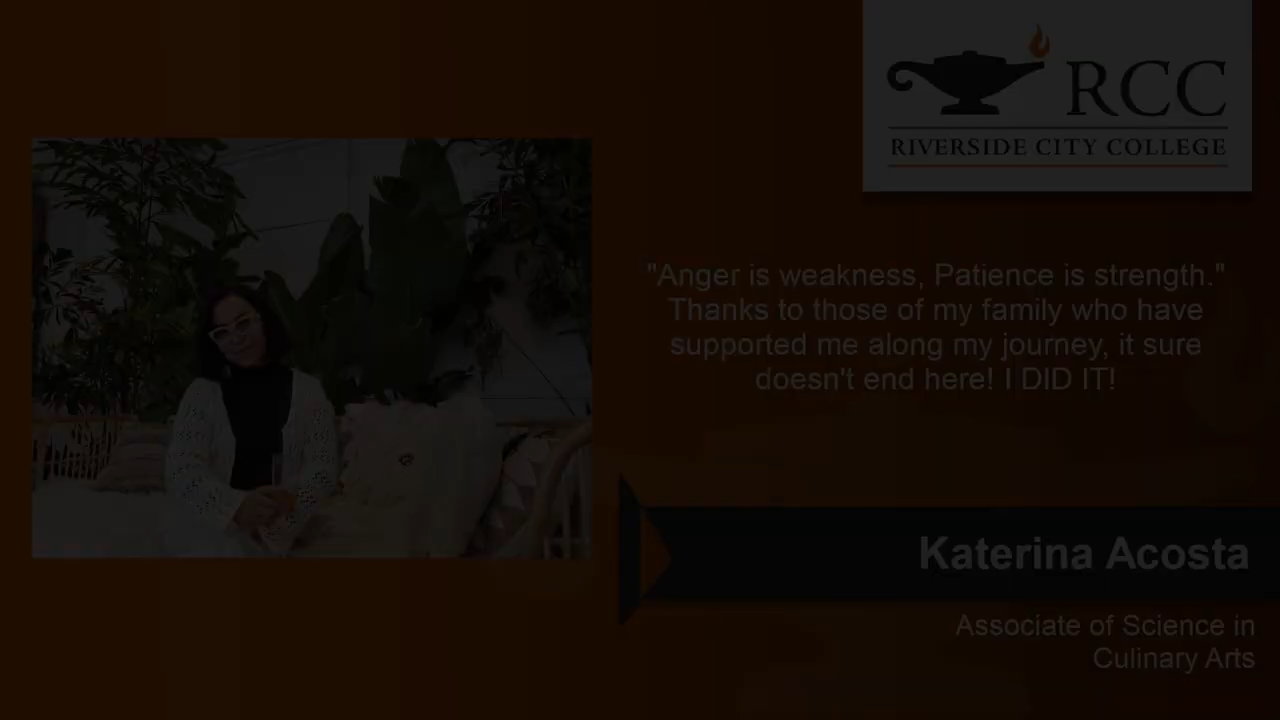 RCC
RIVERSIDE CITY COLLEGE
"Anger is weakness, Patience is strength."
Thanks to those of my family who have
supported me along my journey, it sure
doesn't end here! I DID IT!
Katerina Acosta
Associate of Science in
Culinary Arts